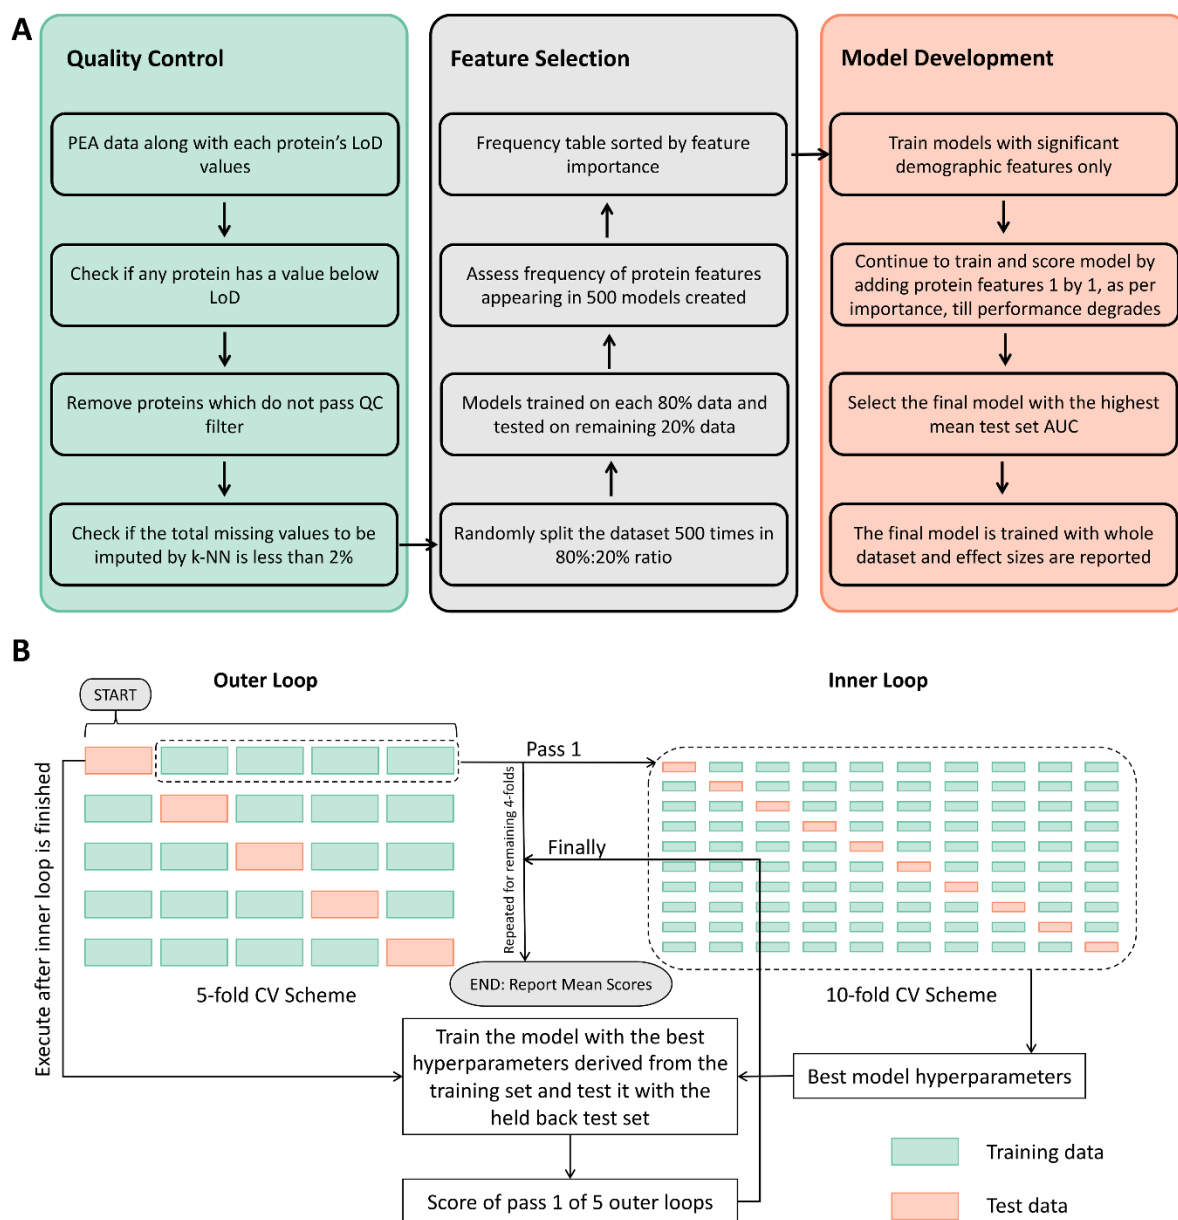 A
Quality Control
PEA data along with each protein's LoD
values
Check if any protein has a value below
LoD
Remove proteins which do not pass QC
filter
Check if the total missing values to be
imputed by k-NN is less than 2%
Feature Selection
Frequency table sorted by feature
importance
Assess frequency of protein features
appearing in 500 models created
Models trained on each 80% data and
tested on remaining 20% data
Randomly split the dataset 500 times in
80%:20% ratio
Model Development
Train models with significant
demographic features only
Continue to train and score model by
adding protein features 1 by 1, as per
importance, till performance degrades
Select the final model with the highest
mean test set AUC
The final model is trained with whole
dataset and effect sizes are reported
B
Outer Loop
Inner Loop
START
Pass 1
Execute after inner loop is finished
Repeated for remaining 4-folds
Finally
END: Report Mean Scores
5-fold CV Scheme
10-fold CV Scheme
Train the model with the best
hyperparameters derived from the
training set and test it with the
held back test set
Best model hyperparameters
Score of pass 1 of 5 outer loops
Training data
Test data